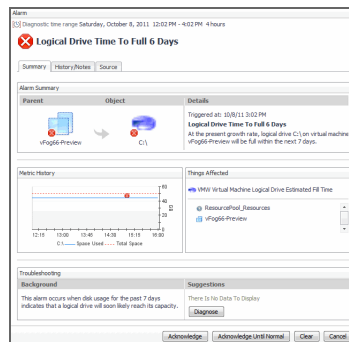 Alarm
Diagnostic time range Saturday, October 8, 2011 12:02 PM - 4:02 PM 4 hours
Logical Drive Time To Full 6 Days
Summary History/Notes Source
Alarm Summary
Parent Object Details
vFog66-Preview
C:\
Triggered at: 10/8/11 3:02 PM
Logical Drive Time To Full 6 Days
At the present growth rate, logical drive C:\ on virtual machine
vFog66-Preview will be full within the next 7 days.
Metric History
60
40
20
0
GB
12:15 13:00 13:45 14:30 15:15 16:00
C:\ Space Used Total Space
Things Affected
VMW Virtual Machine Logical Drive Estimated Fill Time
ResourcePool_Resources
vFog66-Preview
Troubleshooting
Background Suggestions
This alarm occurs when disk usage for the past 7 days
indicates that a logical drive will soon likely reach its capacity.
There Is No Data To Display
Diagnose
Acknowledge Acknowledge Until Normal Clear Cancel